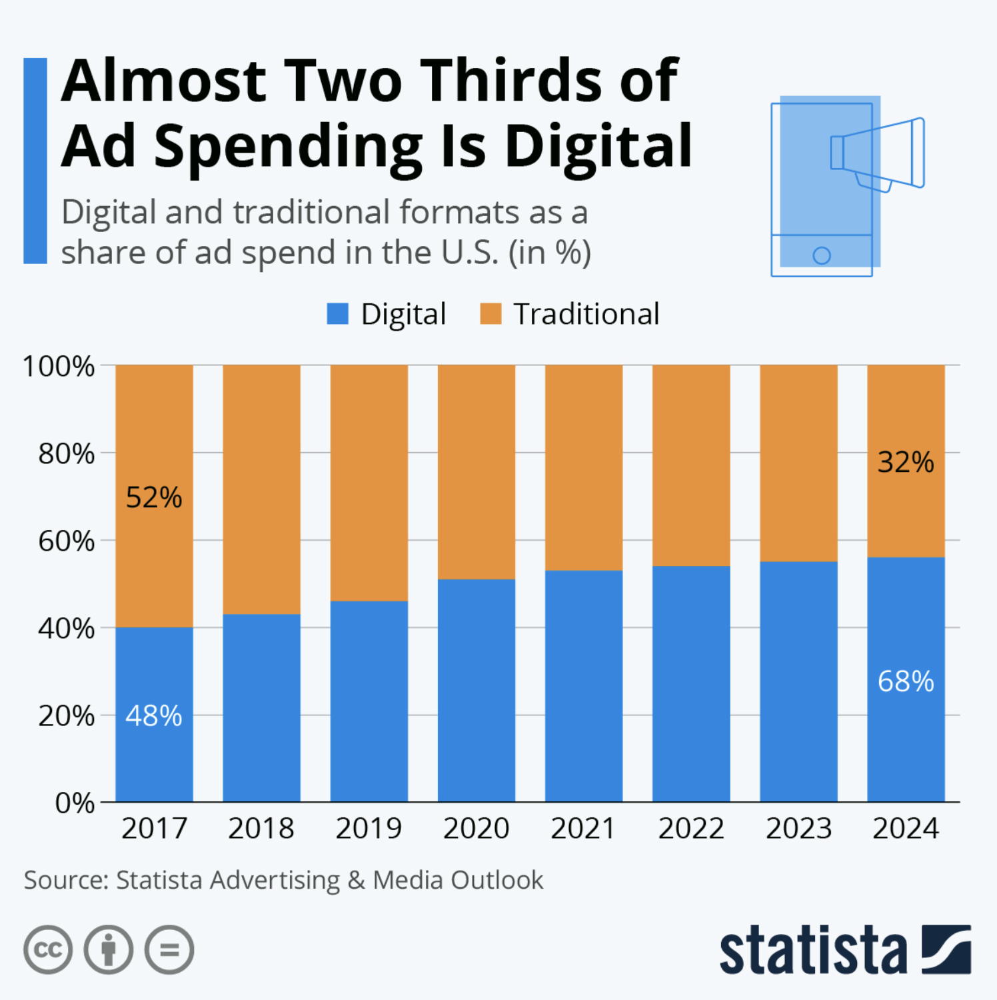 Almost Two Thirds of
Ad Spending Is Digital
Digital and traditional formats as a
share of ad spend in the U.S. (in %)
Digital Traditional
100%
80%
60%
40%
20%
0%
52%
48%
32%
68%
2017 2018 2019 2020 2021 2022 2023 2024
Source: Statista Advertising & Media Outlook
cc
=
statista